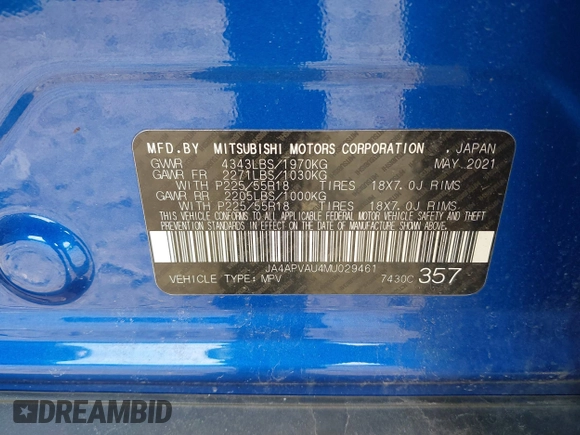 MFD.BY MITSUBISHI MOTORS CORPORATION , JAPAN
GVWR 4343LBS/1970KG MAY 2021
GAWR FR 2271LBS/1030KG
WITH P225/55R18 TIRES 18X7.0J RIMS
GAWR RR 2205LBS/1000KG
WITH P225/55R18 TIRES 18X7.0J RIMS
THIS VEHICLE CONFORMS TO ALL APPLICABLE FEDERAL MOTOR VEHICLE SAFETY AND THEFT
PREVENTION STANDARDS IN EFFECT ON THE DATE OF MANUFACTURE SHOWN ABOVE.
JA4APVAU4MU029461
VEHICLE TYPE: MPV 7430C 357
DREAMBID